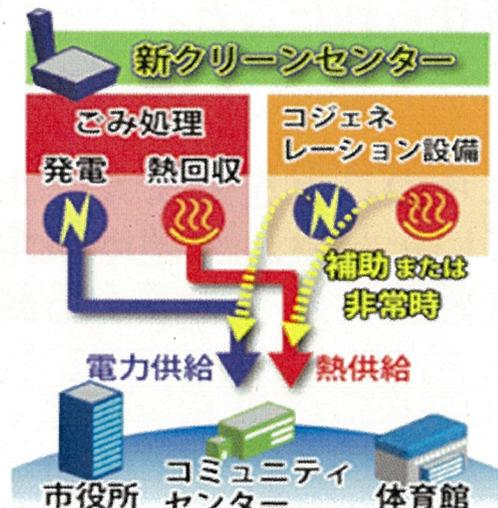 新クリーンセンター
ごみ処理
発電 熱回収
コジェネ
レーション設備
補助 または
非常時
電力供給
熱供給
市役所
コミュニティ
センター
体育館